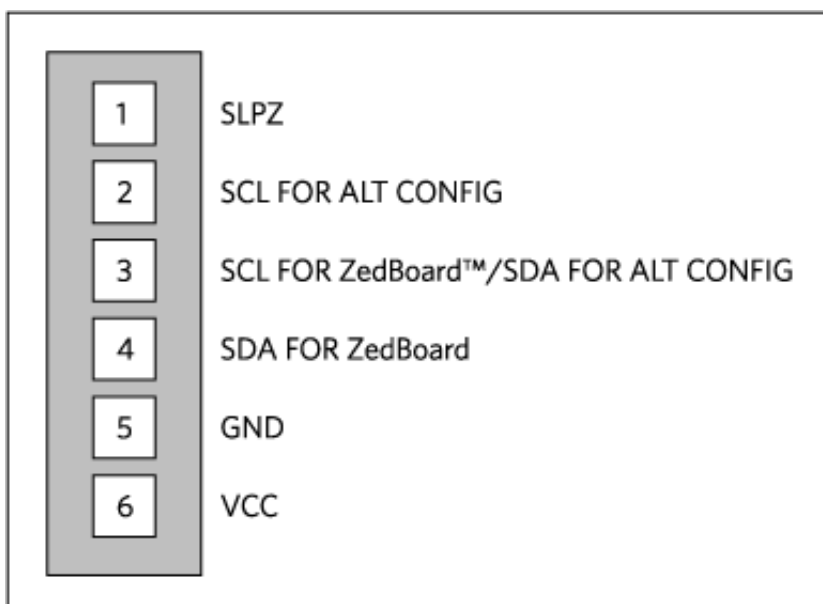 1 SLPZ
2 SCL FOR ALT CONFIG
3 SCL FOR ZedBoard™/SDA FOR ALT CONFIG
4 SDA FOR ZedBoard
5 GND
6 VCC